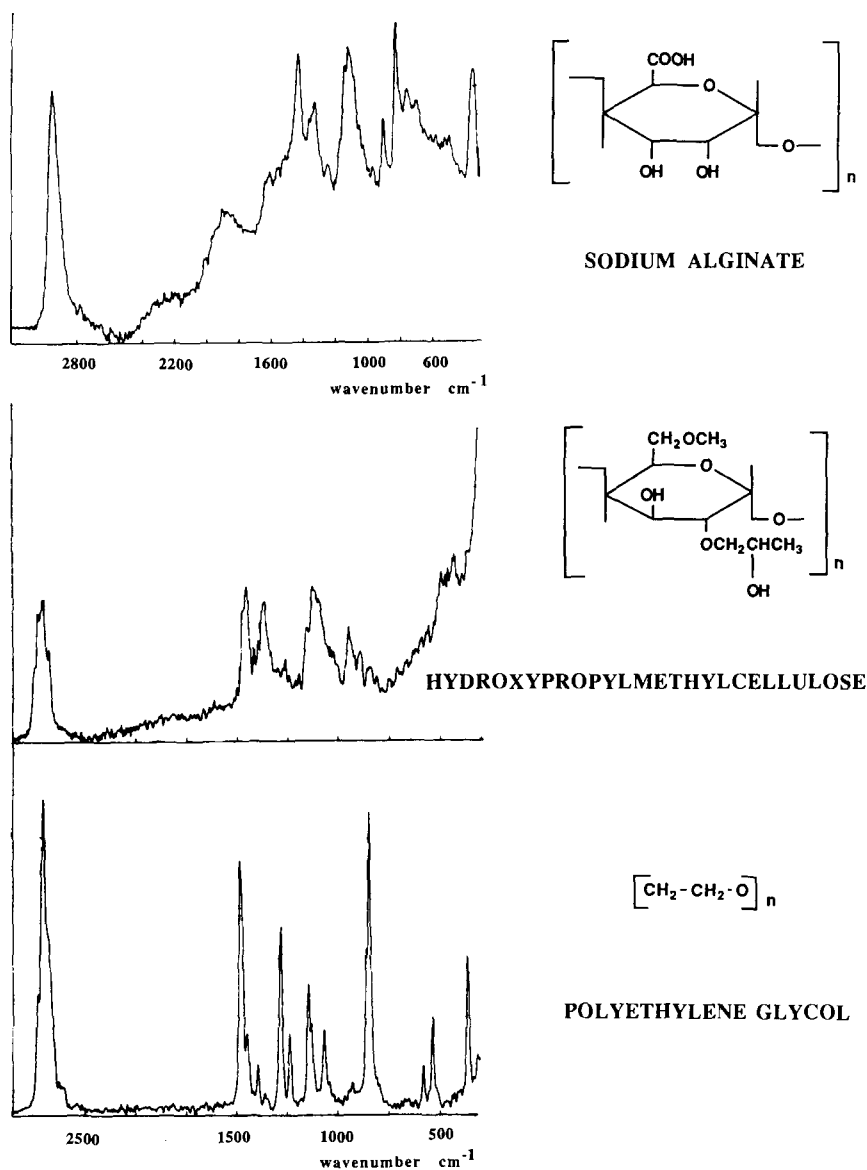 COOH
O
O
OH OH
n
SODIUM ALGINATE
2800 2200 1600 1000 600
wavenumber cm-1
CH2OCH3
O
OH
O
OCH2CHCH3
OH
n
HYDROXYPROPYLMETHYLCELLULOSE
[CH2-CH2-O]n
POLYETHYLENE GLYCOL
2500 1500 1000 500
wavenumber cm-1